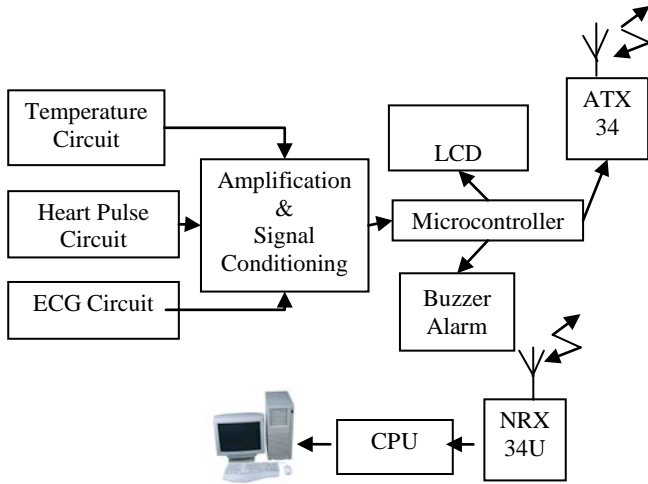 Temperature
Circuit
Heart Pulse
Circuit
ECG Circuit
Amplification
&
Signal
Conditioning
LCD
Microcontroller
Buzzer
Alarm
ATX
34
NRX
34U
CPU